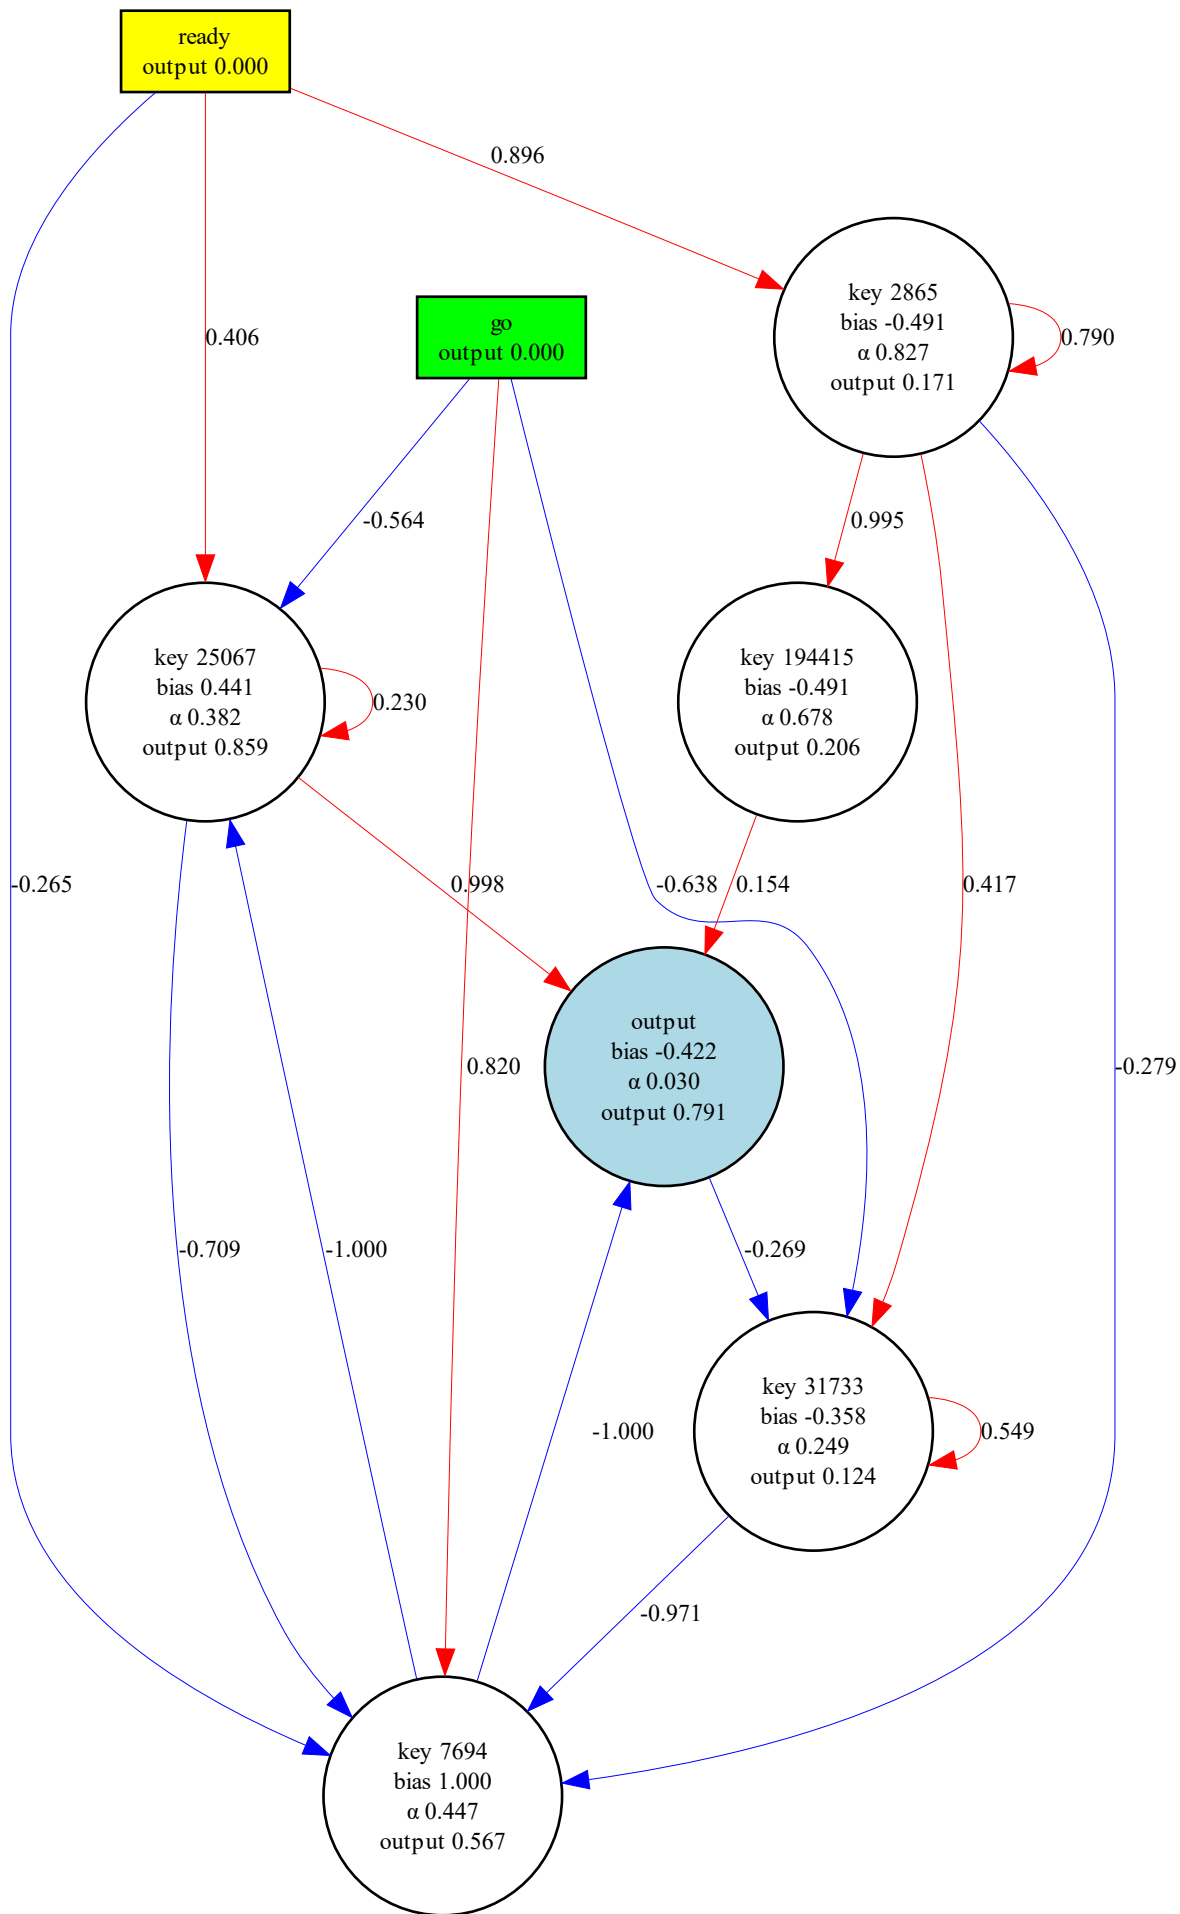 ready
output 0.000
0.896
key 2865
bias -0.491
α 0.827
output 0.171
0.790
go
output 0.000
0.406
-0.564
0.995
key 25067
bias 0.441
α 0.382
output 0.859
0.230
key 194415
bias -0.491
α 0.678
output 0.206
-0.265
0.998
-0.638
0.154
0.417
output
bias -0.422
α 0.030
output 0.791
0.820
-0.279
-0.709
-1.000
-0.269
key 31733
bias -0.358
α 0.249
output 0.124
0.549
-1.000
-0.971
key 7694
bias 1.000
α 0.447
output 0.567